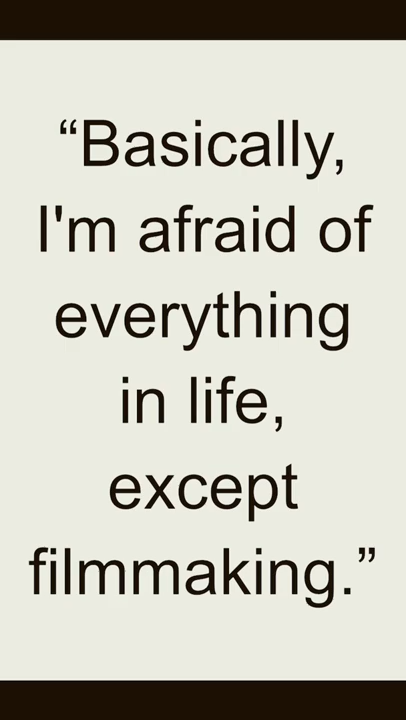 “Basically,
I'm afraid of
everything
in life,
except
filmmaking.”